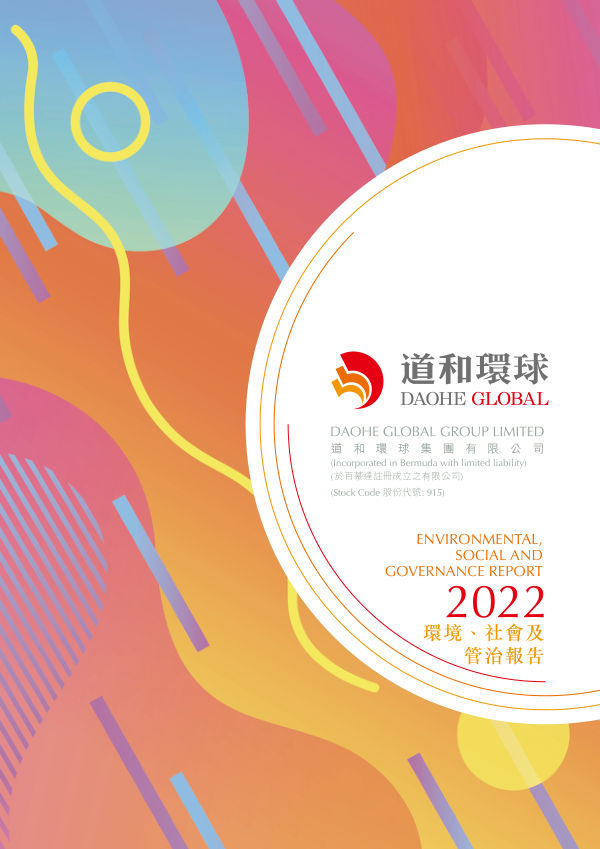 道和環球
DAOHE GLOBAL
DAOHE GLOBAL GROUP LIMITED
道和環球集團有限公司
(Incorporated in Bermuda with limited liability)
(於百慕達註冊成立之有限公司)
(Stock Code 股份代號: 915)
ENVIRONMENTAL,
SOCIAL AND
GOVERNANCE REPORT
2022
環境、社會及
管治報告